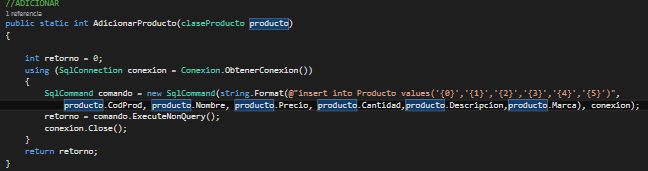 //ADICIONAR
1 referencia
public static int AdicionarProducto(claseProducto producto)
{
int retorno = 0;
using (SqlConnection conexion = Conexion.ObtenerConexion())
{
SqlCommand comando = new SqlCommand(string.Format(@"insert into Producto values('{0}','{1}','{2}','{3}','{4}','{5}')",
producto.CodProd, producto.Nombre, producto.Precio, producto.Cantidad,producto.Descripcion,producto.Marca), conexion);
retorno = comando.ExecuteNonQuery();
conexion.Close();
}
return retorno;
}